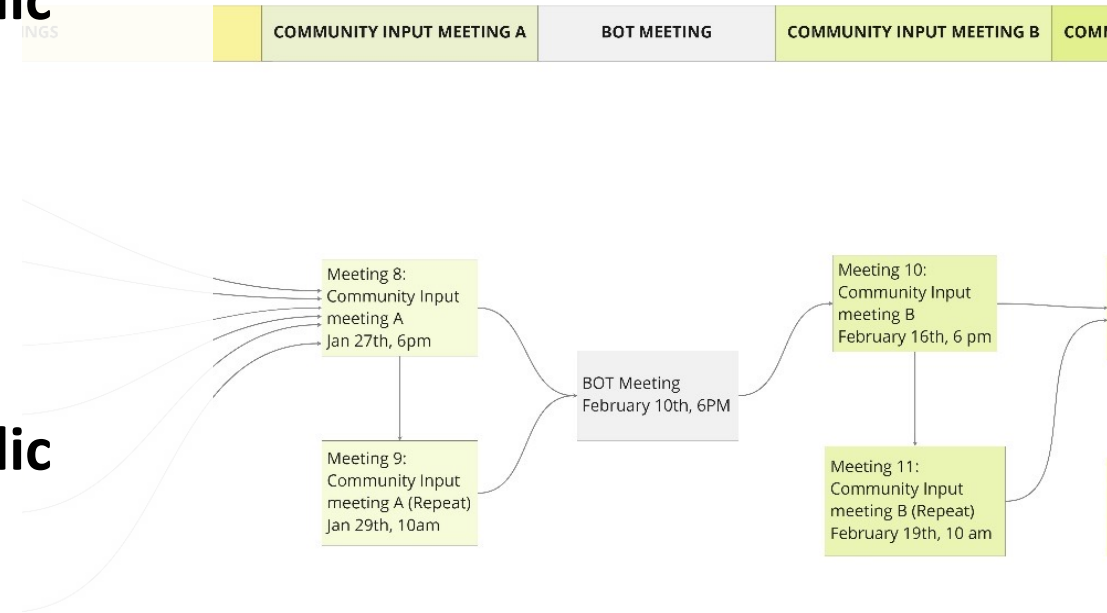 lic
NGS
COMMUNITY INPUT MEETING A
BOT MEETING
COMMUNITY INPUT MEETING B
COM
Meeting 8:
Community Input
meeting A
Jan 27th, 6pm
Meeting 10:
Community Input
meeting B
February 16th, 6 pm
BOT Meeting
February 10th, 6PM
lic
Meeting 9:
Community Input
meeting A (Repeat)
Jan 29th, 10am
Meeting 11:
Community Input
meeting B (Repeat)
February 19th, 10 am